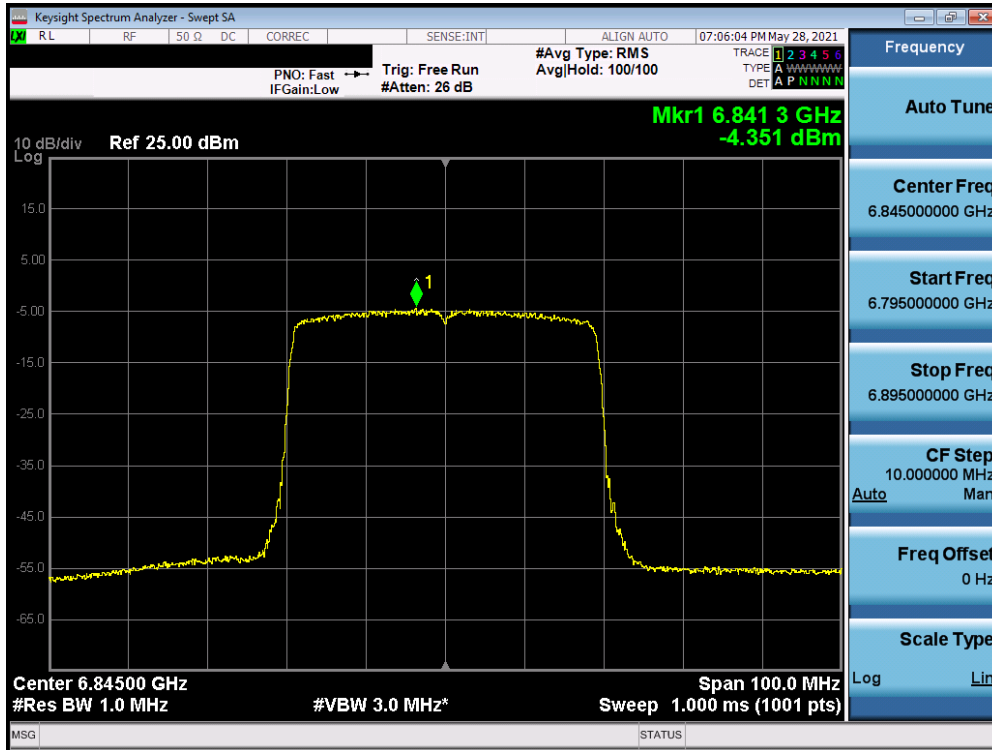 Keysight Spectrum Analyzer - Swept SA
LXI RL RF 50 Ω DC CORREC SENSE:INT ALIGN AUTO 07:06:04 PM May 28, 2021
PNO: Fast Trig: Free Run #Avg Type: RMS TRACE 1 2 3 4 5 6
IFGain:Low #Atten: 26 dB Avg|Hold: 100/100 TYPE A WWWWW
DET A P N N N N
Mkr1 6.841 3 GHz
-4.351 dBm
10 dB/div Ref 25.00 dBm
Log
15.0
5.00
1
-5.00
-15.0
-25.0
-35.0
-45.0
-55.0
-65.0
Center 6.84500 GHz Span 100.0 MHz
#Res BW 1.0 MHz #VBW 3.0 MHz* Sweep 1.000 ms (1001 pts)
MSG STATUS
Frequency
Auto Tune
Center Freq
6.845000000 GHz
Start Freq
6.795000000 GHz
Stop Freq
6.895000000 GHz
CF Step
10.000000 MHz
Auto Man
Freq Offset
0 Hz
Scale Type
Log Lin